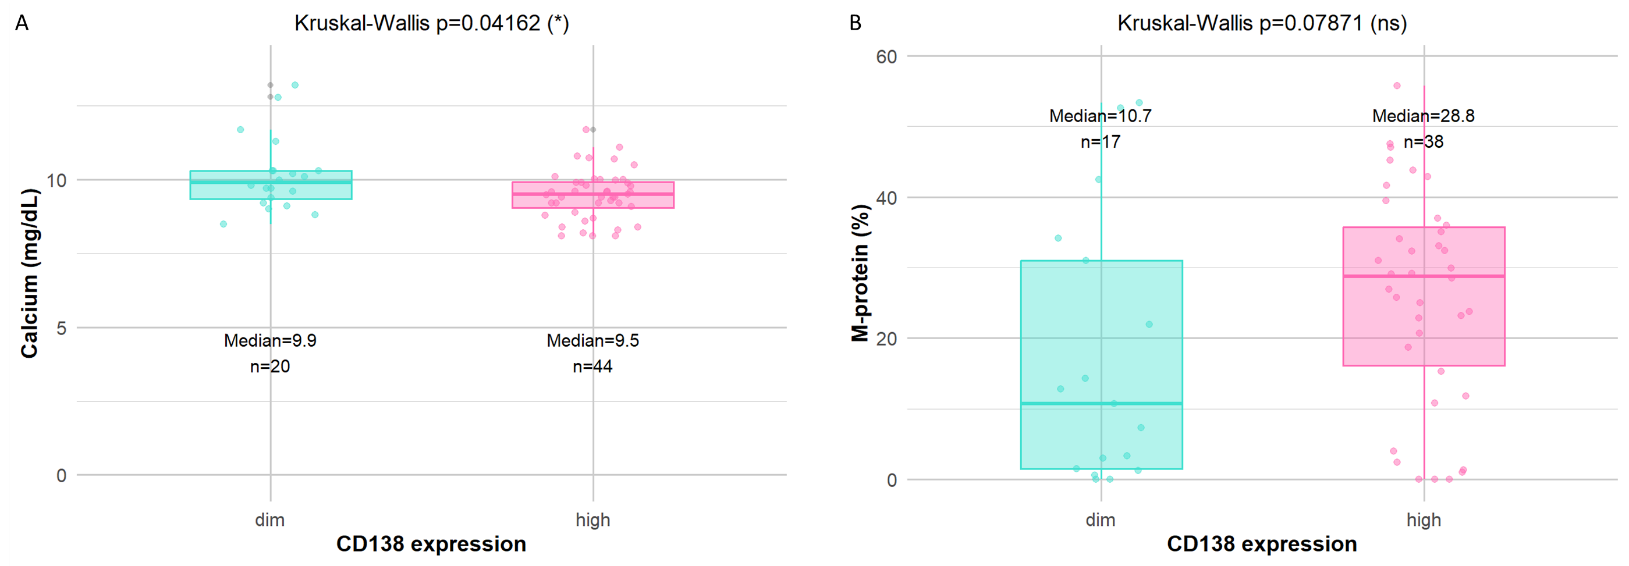 A
Kruskal-Wallis p=0.04162 (*)
Calcium (mg/dL)
10
5
0
Median=9.9
n=20
Median=9.5
n=44
dim
high
CD138 expression
B
Kruskal-Wallis p=0.07871 (ns)
M-protein (%)
60
40
20
0
Median=10.7
n=17
Median=28.8
n=38
dim
high
CD138 expression